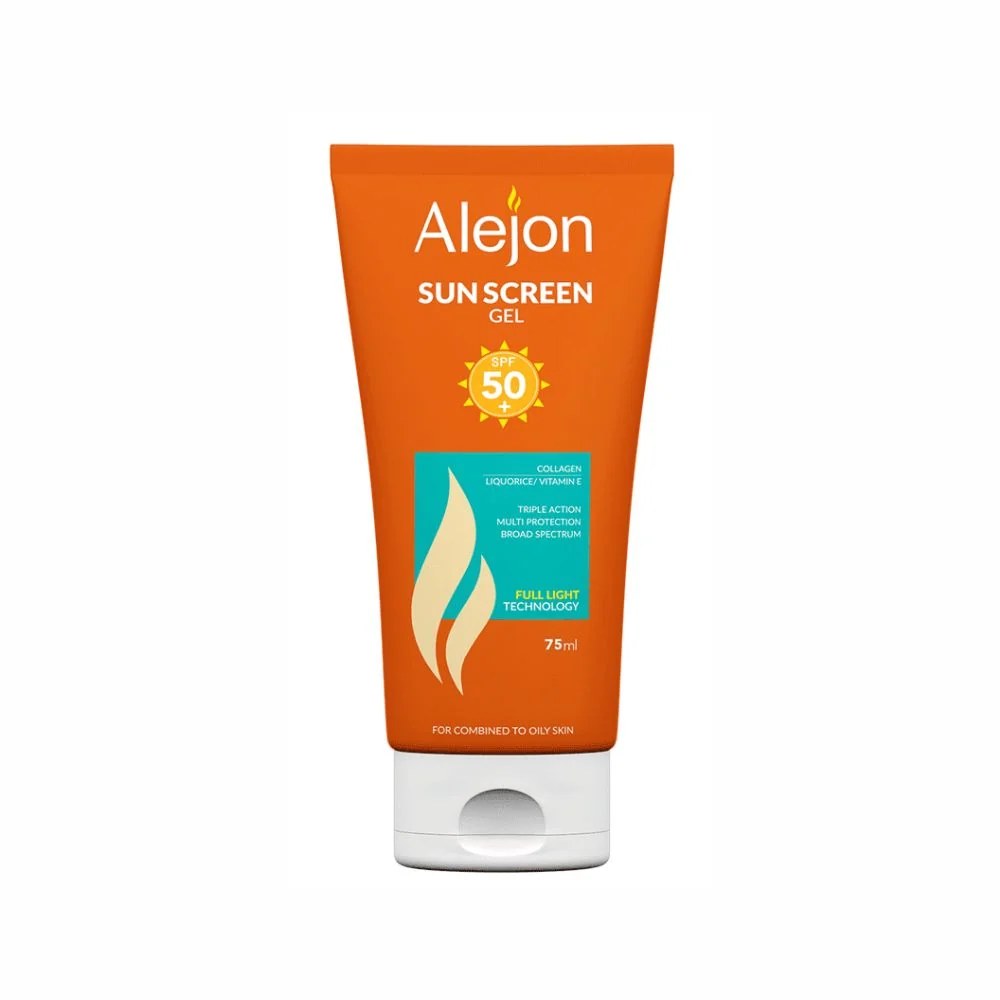 Alejon
SUN SCREEN
GEL
SPF
50
+
COLLAGEN
LIQUORICE/ VITAMIN E
TRIPLE ACTION
MULTI PROTECTION
BROAD SPECTRUM
FULL LIGHT
TECHNOLOGY
75ml
FOR COMBINED TO OILY SKIN